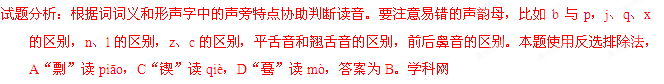 试题分析：根据词词义和形声字中的声旁特点协助判断读音。要注意易错的声韵母，比如 b 与 p，j、q、x
的区别，n、l 的区别，z、c 的区别，平舌音和翘舌音的区别，前后鼻音的区别。本题使用反选排除法，
A“剽”读 piāo，C“锲”读 qiè，D“蓦”读 mò，答案为 B。学科网